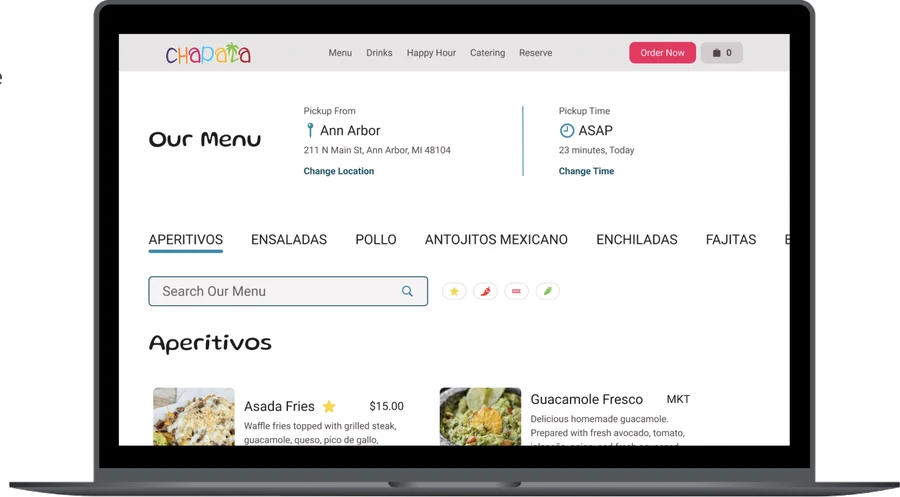 CHAPALA
Menu
Drinks
Happy Hour
Catering
Reserve
Order Now
0
Our Menu
Pickup From
Ann Arbor
211 N Main St, Ann Arbor, MI 48104
Change Location
Pickup Time
ASAP
23 minutes, Today
Change Time
APERITIVOS
ENSALADAS
POLLO
ANTOJITOS MEXICANO
ENCHILADAS
FAJITAS
Search Our Menu
Aperitivos
Asada Fries
$15.00
Waffle fries topped with grilled steak,
guacamole, queso, pico de gallo,
Guacamole Fresco
MKT
Delicious homemade guacamole.
Prepared with fresh avocado, tomato,